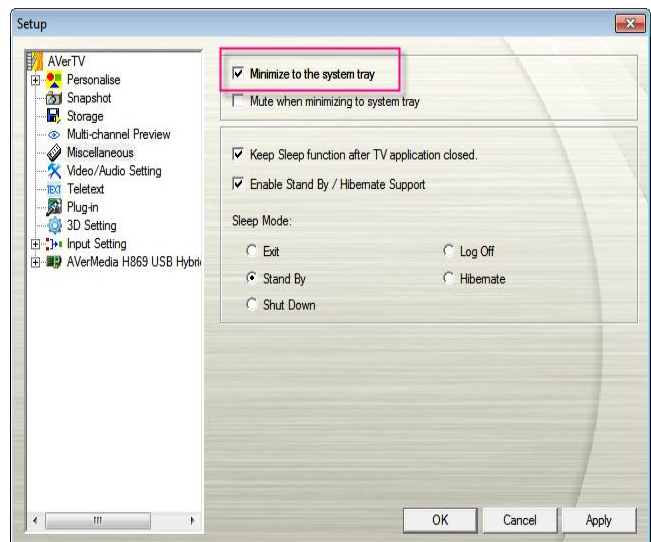 Setup
AVerTV
Personalise
Snapshot
Storage
Multi-channel Preview
Miscellaneous
Video/Audio Setting
TEXT Teletext
Plug-in
3D Setting
Input Setting
AVerMedia H869 USB Hybri
Minimize to the system tray
Mute when minimizing to system tray
Keep Sleep function after TV application closed.
Enable Stand By / Hibernate Support
Sleep Mode:
Exit
Log Off
Stand By
Hibernate
Shut Down
OK
Cancel
Apply